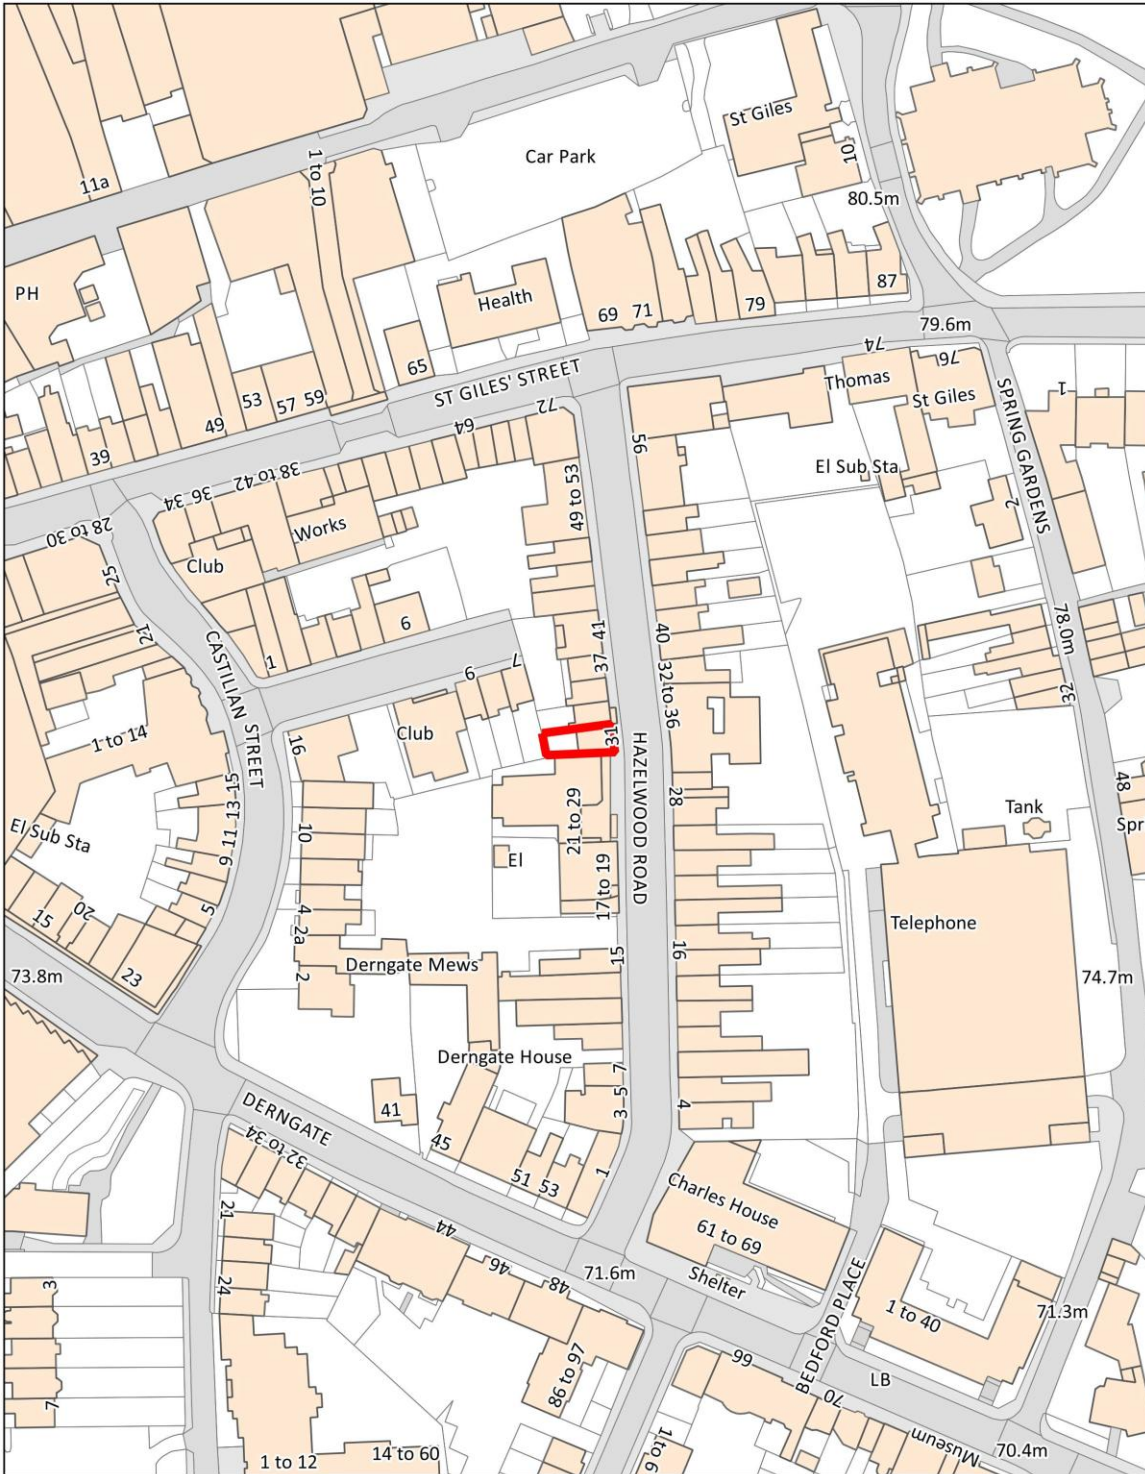 St Giles
Car Park
10
11a
1 to 10
80.5m
PH
Health
69
71
79
87
79.6m
65
ST GILES' STREET
74
76
Thomas
St Giles
1
SPRING GARDENS
53
57
59
49
39
72
64
56
38 to 42
36
34
El Sub Sta
49 to 53
2
28 to 30
Works
Club
25
21
6
78.0m
CASTILIAN STREET
1
7
9
37
41
40
32 to 36
32
1 to 14
16
Club
31
HAZELWOOD ROAD
28
48
Spr
Tank
El Sub Sta
9 11 13 15
10
21 to 29
El
17 to 19
5
15
20
4
2a
2
15
16
Telephone
23
73.8m
Derngate Mews
74.7m
Derngate House
3 5 7
4
41
DERNGATE
45
51
53
1
32 to 34
Charles House
61 to 69
21
44
46
48
71.6m
Shelter
BEDFORD PLACE
1 to 40
71.3m
24
3
7
86 to 97
66
70
LB
Museum
70.4m
1 to 12
14 to 60
1 to 6